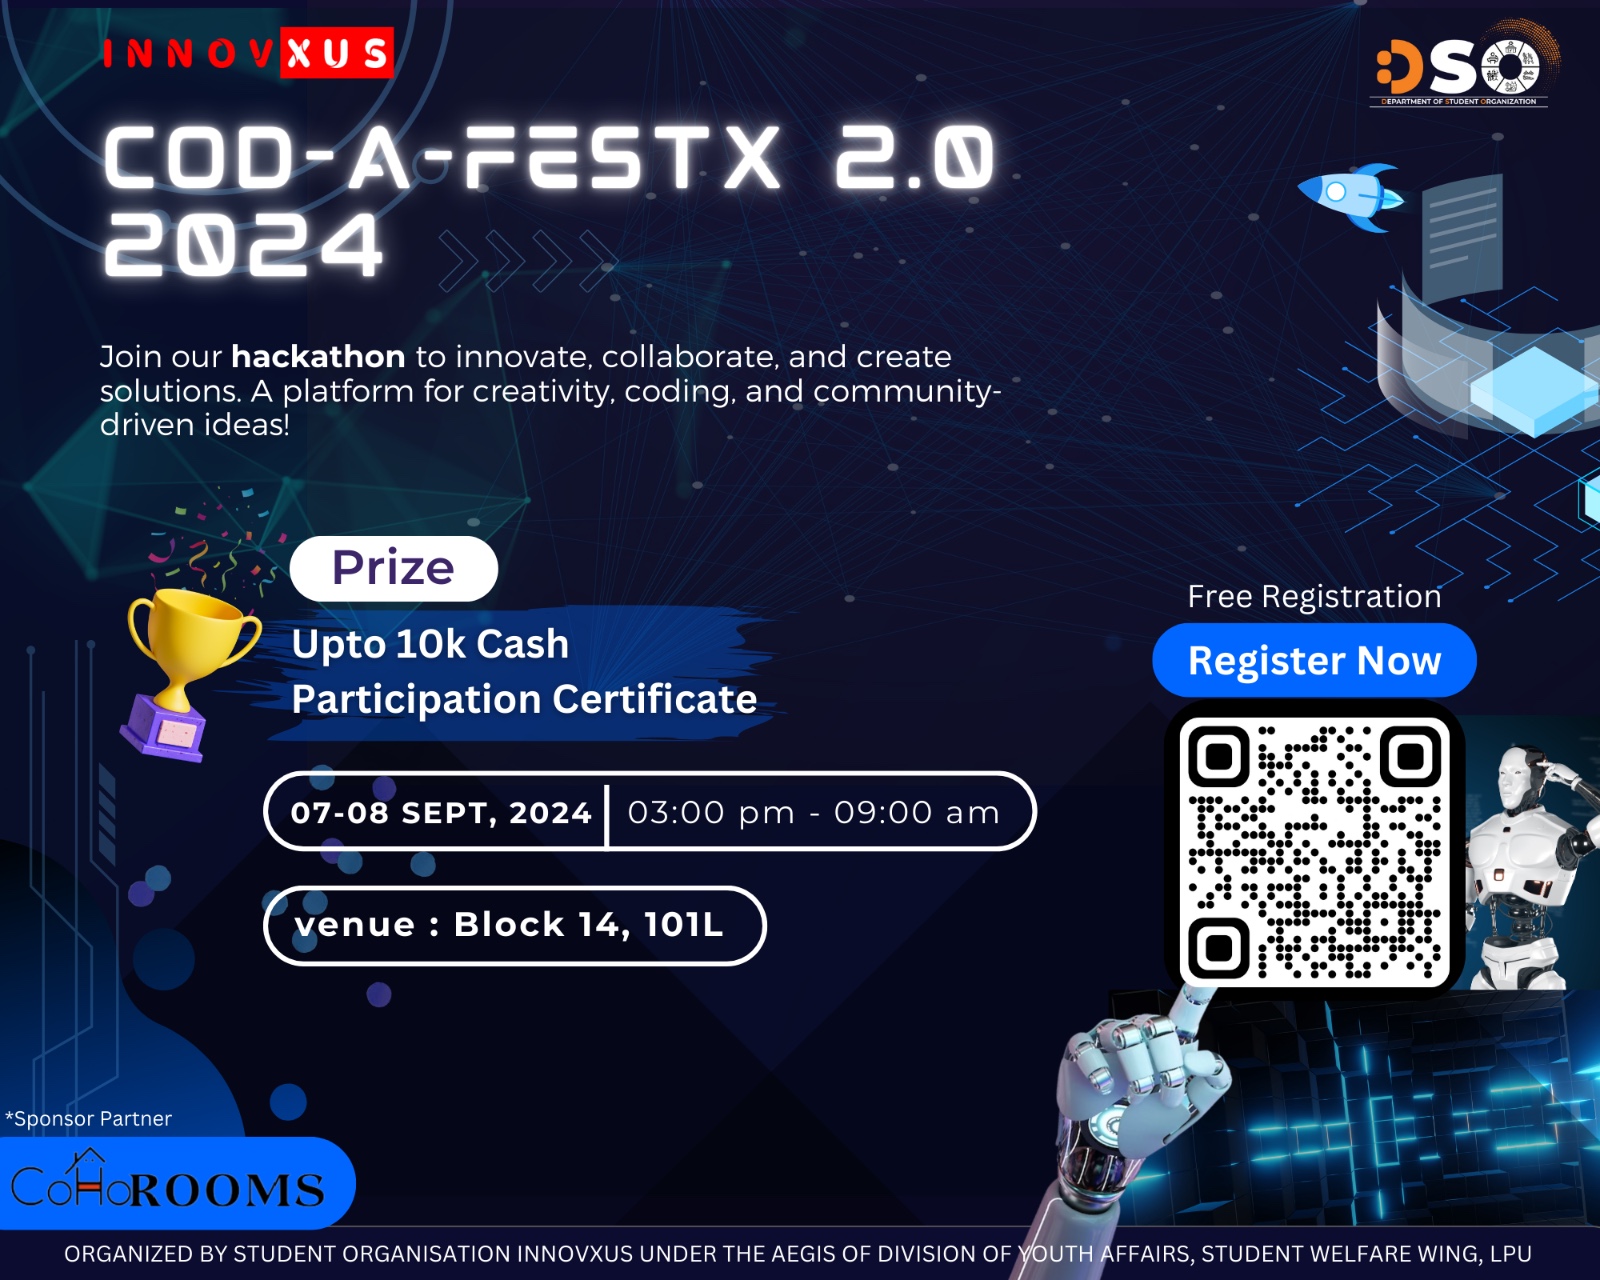 INNOVXUS
DSO
DEPARTMENT OF STUDENT ORGANIZATION
COD-A-FESTX 2.0
2024
Join our hackathon to innovate, collaborate, and create
solutions. A platform for creativity, coding, and community-
driven ideas!
Prize
Upto 10k Cash
Participation Certificate
07-08 SEPT, 2024 03:00 pm - 09:00 am
venue : Block 14, 101L
Free Registration
Register Now
*Sponsor Partner
CoHoROOMS
ORGANIZED BY STUDENT ORGANISATION INNOVXUS UNDER THE AEGIS OF DIVISION OF YOUTH AFFAIRS, STUDENT WELFARE WING, LPU